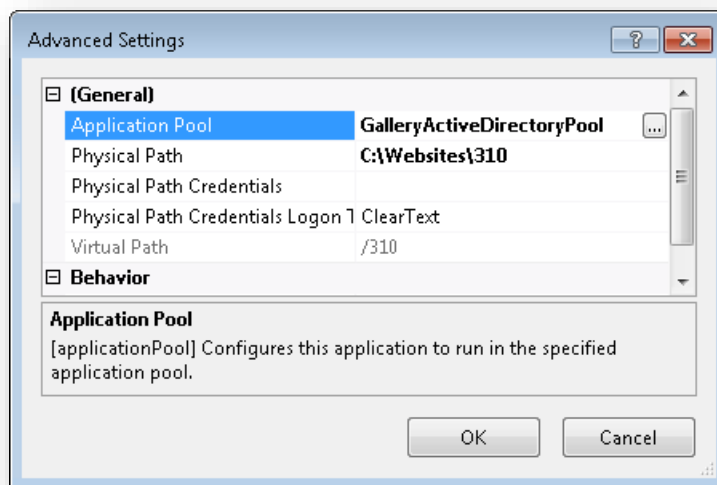 Advanced Settings
(General)
Application Pool GalleryActiveDirectoryPool ...
Physical Path C:\Websites\310
Physical Path Credentials
Physical Path Credentials Logon T ClearText
Virtual Path /310
Behavior
Application Pool
[applicationPool] Configures this application to run in the specified
application pool.
OK Cancel